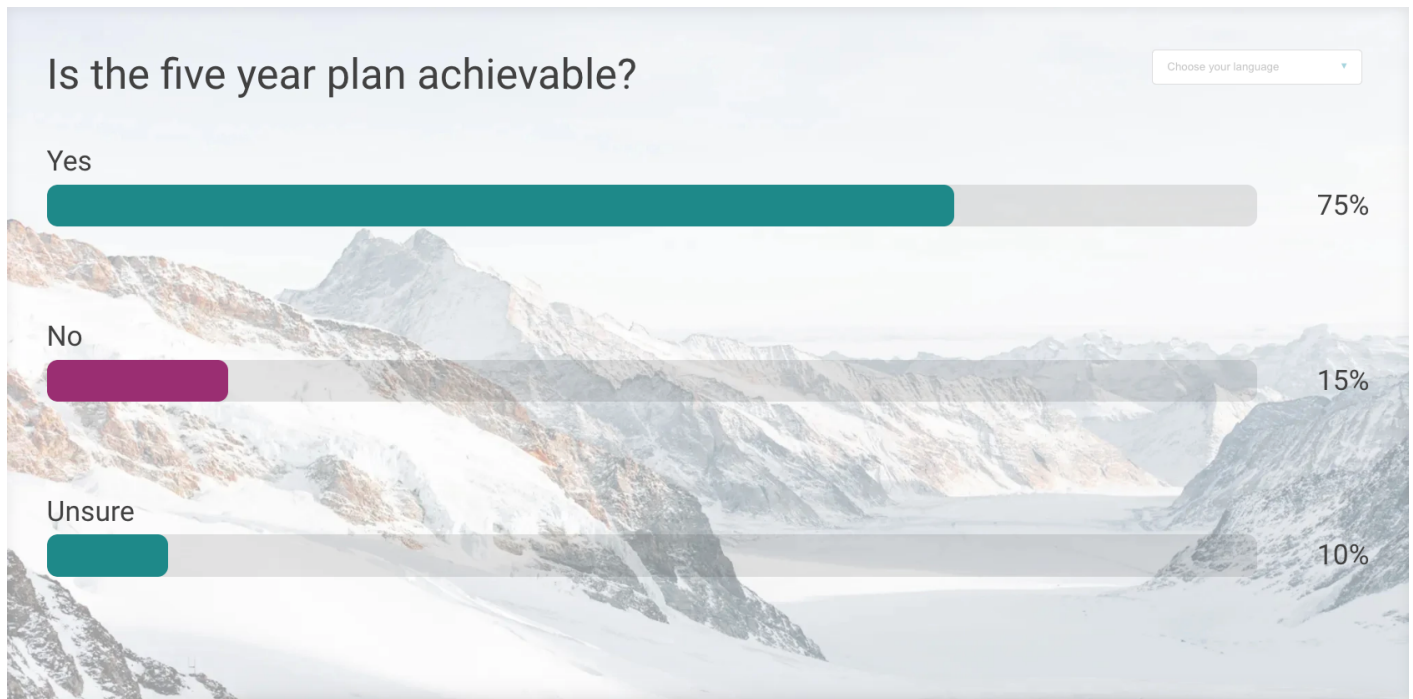 Is the five year plan achievable?
Choose your language
Yes
75%
No
15%
Unsure
10%